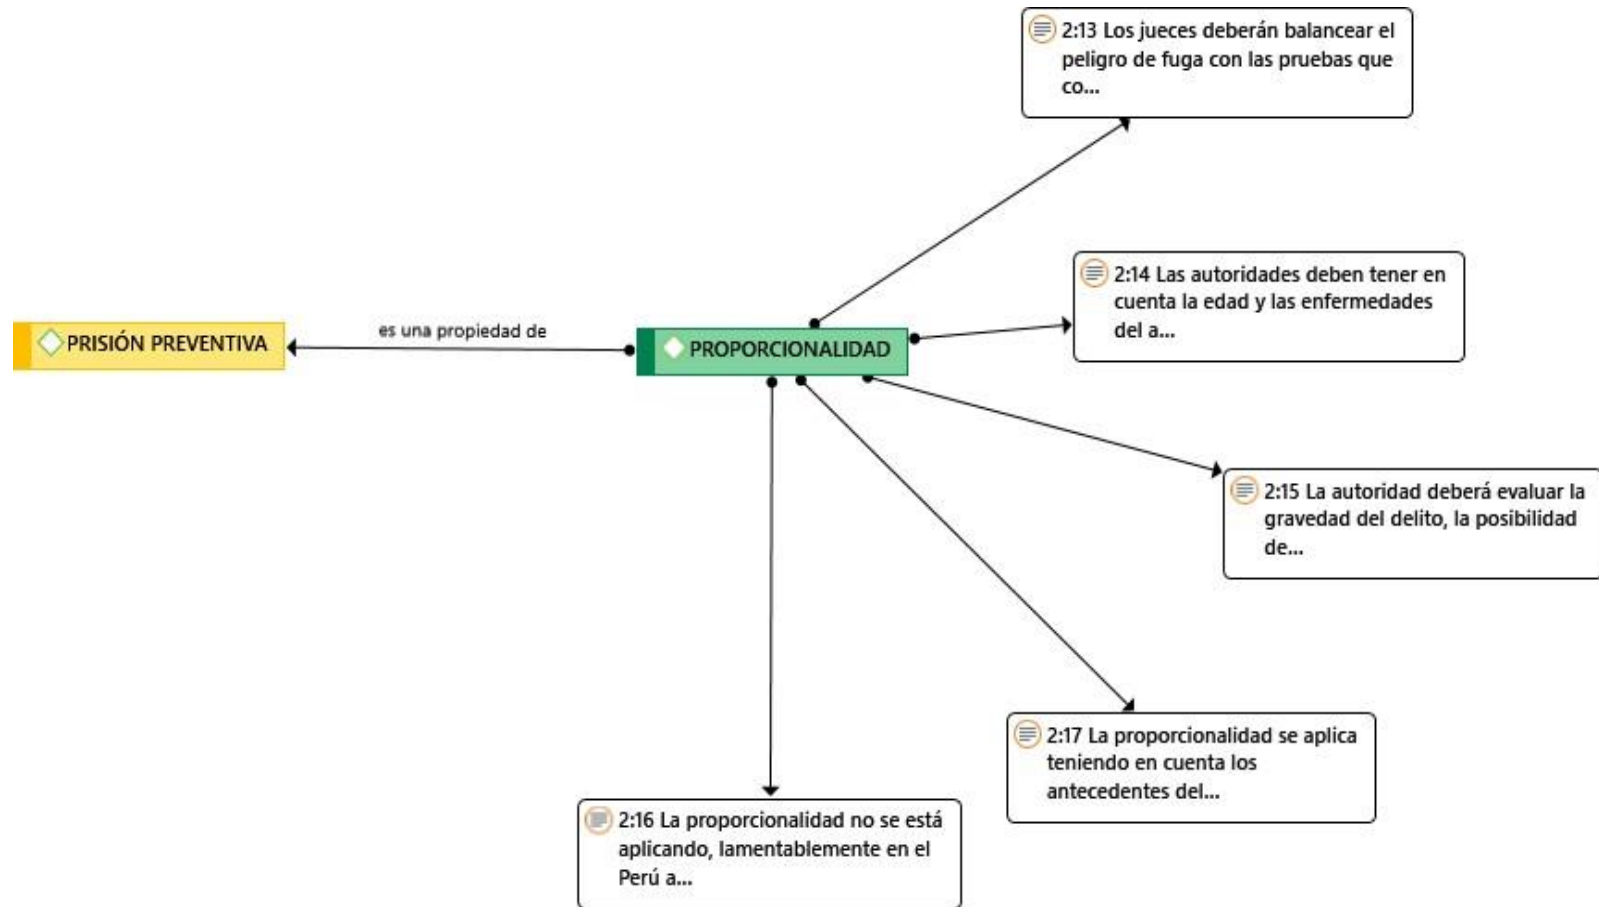 2:13 Los jueces deberán balancear el
peligro de fuga con las pruebas que
co...
2:14 Las autoridades deben tener en
cuenta la edad y las enfermedades
del a...
PRISIÓN PREVENTIVA
es una propiedad de
PROPORCIONALIDAD
2:15 La autoridad deberá evaluar la
gravedad del delito, la posibilidad
de...
2:17 La proporcionalidad se aplica
teniendo en cuenta los
antecedentes del...
2:16 La proporcionalidad no se está
aplicando, lamentablemente en el
Perú a...